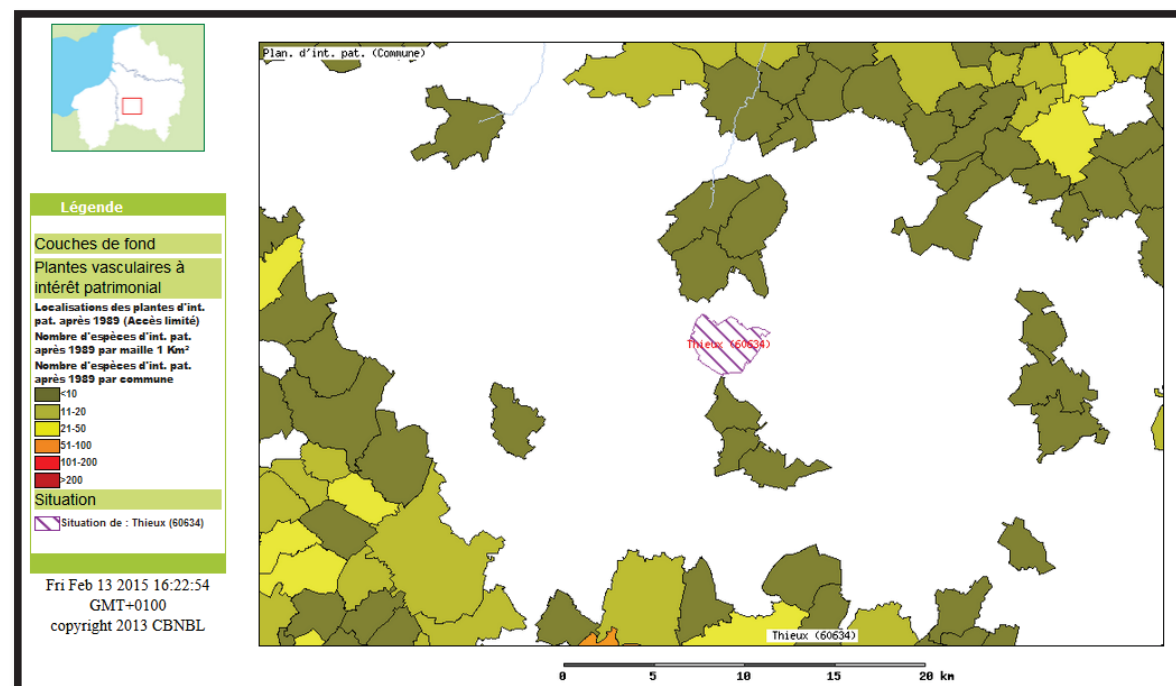 Plan. d'int. pat. (Commune)
Légende
Couches de fond
Plantes vasculaires à
intérêt patrimonial
Localisations des plantes d'int.
pat. après 1989 (Accès limité)
Nombre d'espèces d'int. pat.
après 1989 par maille 1 Km²
Nombre d'espèces d'int. pat.
après 1989 par commune
<10
11-20
21-50
51-100
101-200
>200
Situation
Situation de : Thieux (60634)
Fri Feb 13 2015 16:22:54
GMT+0100
copyright 2013 CBNBL
Thieux (60634)
Thieux (60634)
0 5 10 15 20 km